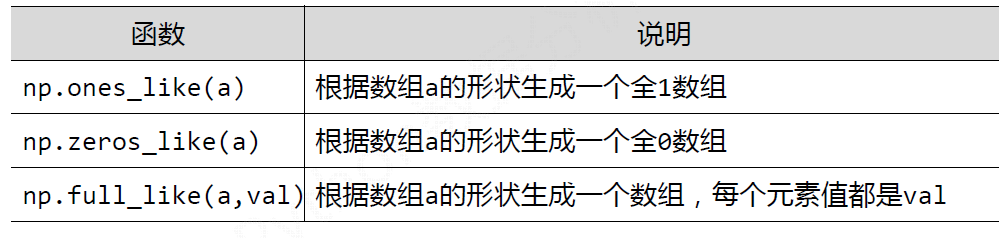 函数 说明
np.ones_like(a) 根据数组a的形状生成一个全1数组
np.zeros_like(a) 根据数组a的形状生成一个全0数组
np.full_like(a,val) 根据数组a的形状生成一个数组，每个元素值都是val